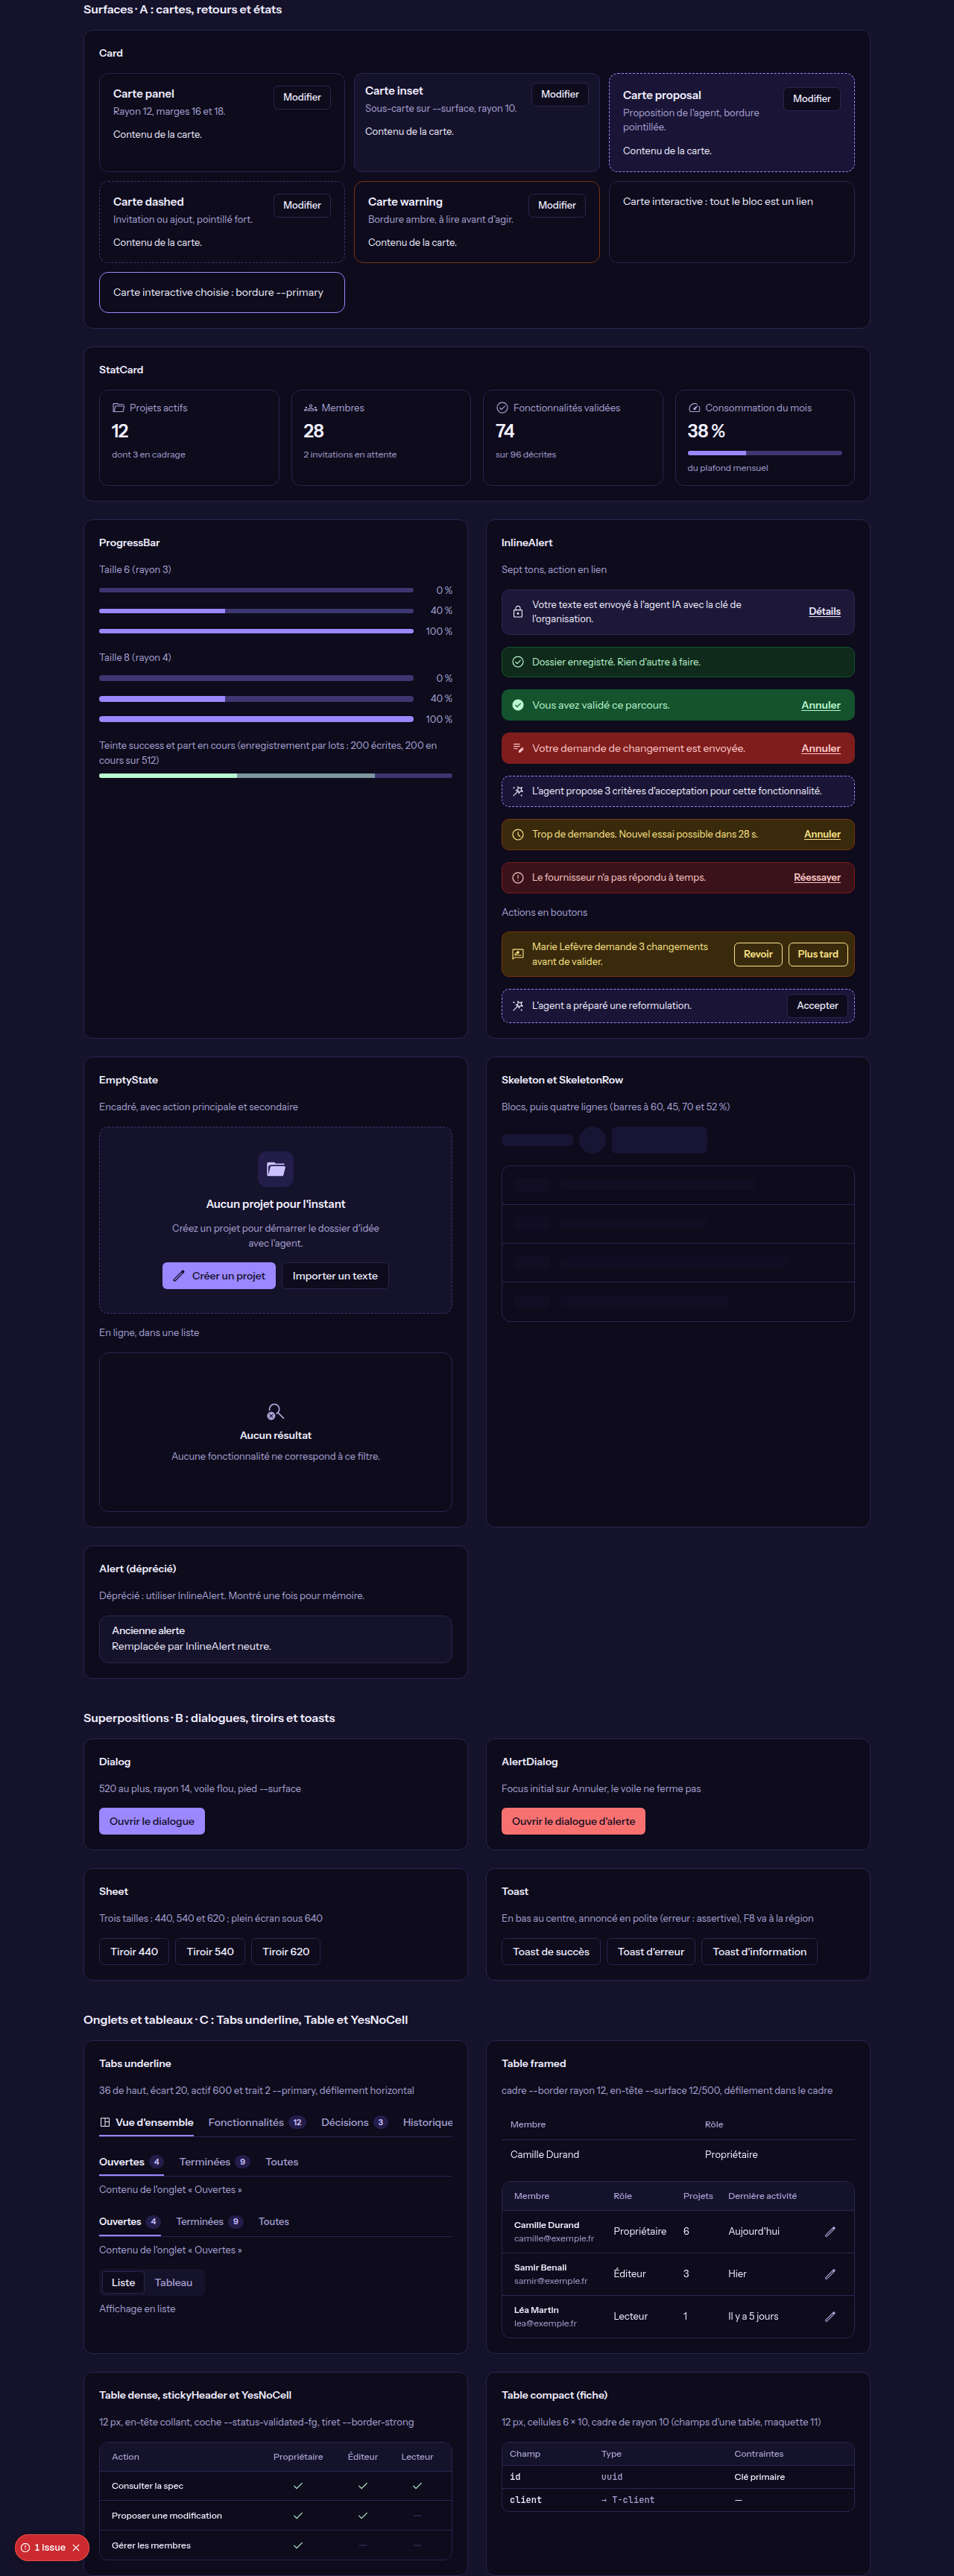 Surfaces · A : cartes, retours et états
Card
Carte panel
Rayon 12, marges 16 et 18.
Modifier
Contenu de la carte.
Carte inset
Sous-carte sur --surface, rayon 10.
Modifier
Contenu de la carte.
Carte proposal
Proposition de l'agent, bordure
pointillée.
Modifier
Contenu de la carte.
Carte dashed
Invitation ou ajout, pointillé fort.
Modifier
Contenu de la carte.
Carte warning
Bordure ambre, à lire avant d'agir.
Modifier
Contenu de la carte.
Carte interactive : tout le bloc est un lien
Carte interactive choisie : bordure --primary
StatCard
Projets actifs
12
dont 3 en cadrage
Membres
28
2 invitations en attente
Fonctionnalités validées
74
sur 96 décrites
Consommation du mois
38 %
du plafond mensuel
ProgressBar
Taille 6 (rayon 3)
0 %
40 %
100 %
Taille 8 (rayon 4)
0 %
40 %
100 %
Teinte success et part en cours (enregistrement par lots : 200 écrites, 200 en
cours sur 512)
InlineAlert
Sept tons, action en lien
Votre texte est envoyé à l'agent IA avec la clé de
l'organisation.
Détails
Dossier enregistré. Rien d'autre à faire.
Vous avez validé ce parcours.
Annuler
Votre demande de changement est envoyée.
Annuler
L'agent propose 3 critères d'acceptation pour cette fonctionnalité.
Trop de demandes. Nouvel essai possible dans 28 s.
Annuler
Le fournisseur n'a pas répondu à temps.
Réessayer
Actions en boutons
Marie Lefèvre demande 3 changements
avant de valider.
Revoir
Plus tard
L'agent a préparé une reformulation.
Accepter
EmptyState
Encadré, avec action principale et secondaire
Aucun projet pour l'instant
Créez un projet pour démarrer le dossier d'idée
avec l'agent.
Créer un projet
Importer un texte
En ligne, dans une liste
Aucun résultat
Aucune fonctionnalité ne correspond à ce filtre.
Skeleton et SkeletonRow
Blocs, puis quatre lignes (barres à 60, 45, 70 et 52 %)
Alert (déprécié)
Déprécié : utiliser InlineAlert. Montré une fois pour mémoire.
Ancienne alerte
Remplacée par InlineAlert neutre.
Superpositions · B : dialogues, tiroirs et toasts
Dialog
520 au plus, rayon 14, voile flou, pied --surface
Ouvrir le dialogue
AlertDialog
Focus initial sur Annuler, le voile ne ferme pas
Ouvrir le dialogue d'alerte
Sheet
Trois tailles : 440, 540 et 620 ; plein écran sous 640
Tiroir 440
Tiroir 540
Tiroir 620
Toast
En bas au centre, annoncé en polite (erreur : assertive), F8 va à la région
Toast de succès
Toast d'erreur
Toast d'information
Onglets et tableaux · C : Tabs underline, Table et YesNoCell
Tabs underline
36 de haut, écart 20, actif 600 et trait 2 --primary, défilement horizontal
Vue d'ensemble Fonctionnalités 12 Décisions 3 Historique
Ouvertes 4 Terminées 9 Toutes
Contenu de l'onglet « Ouvertes »
Ouvertes 4 Terminées 9 Toutes
Contenu de l'onglet « Ouvertes »
Liste Tableau
Affichage en liste
Table framed
cadre --border rayon 12, en-tête --surface 12/500, défilement dans le cadre
Membre Rôle
Camille Durand Propriétaire
Membre Rôle Projets Dernière activité
Camille Durand
camille@exemple.fr
Propriétaire 6 Aujourd'hui
Samir Benali
samir@exemple.fr
Éditeur 3 Hier
Léa Martin
lea@exemple.fr
Lecteur 1 Il y a 5 jours
Table dense, stickyHeader et YesNoCell
12 px, en-tête collant, coche --status-validated-fg, tiret --border-strong
Action Propriétaire Éditeur Lecteur
Consulter la spec
Proposer une modification —
Gérer les membres — —
Table compact (fiche)
12 px, cellules 6 × 10, cadre de rayon 10 (champs d'une table, maquette 11)
Champ Type Contraintes
id uuid Clé primaire
client → T-client —
1 Issue